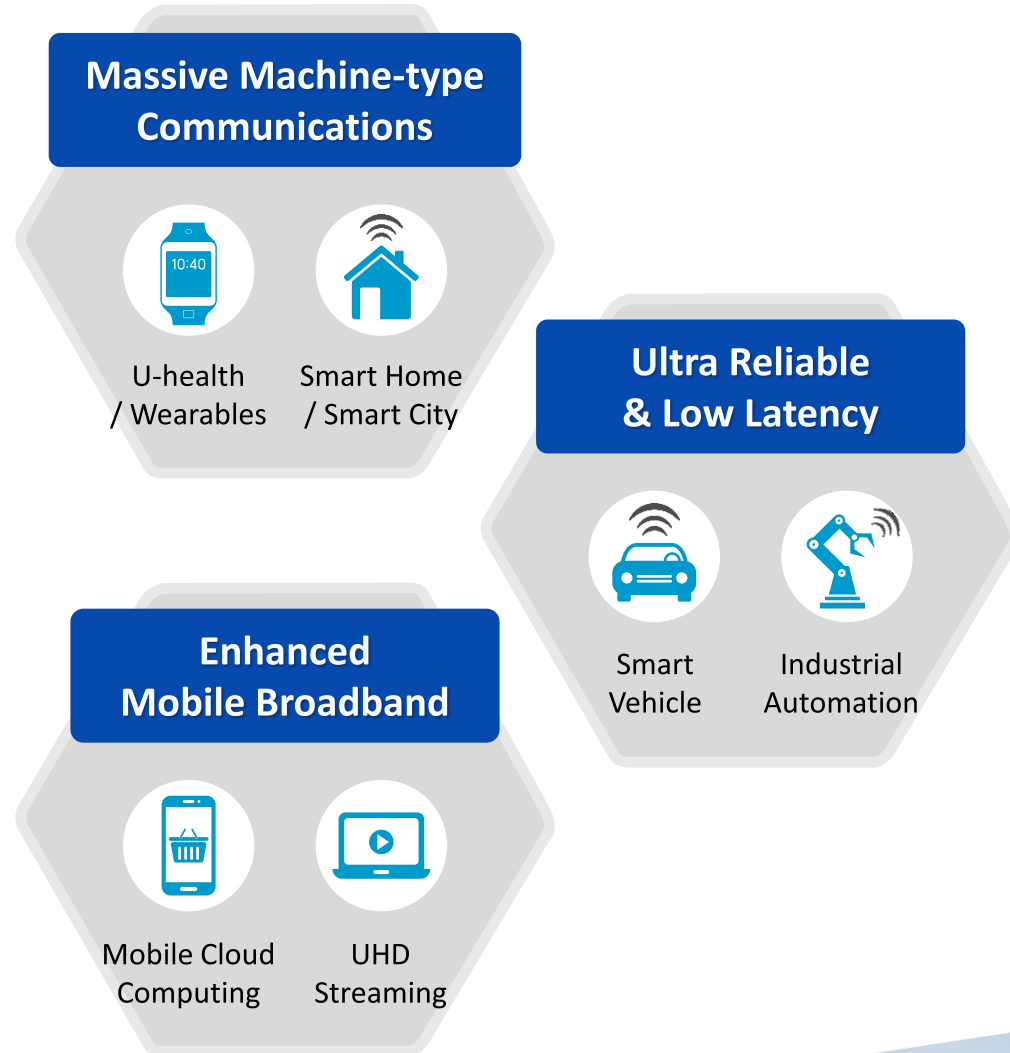 Massive Machine-type
Communications
10:40
U-health
/ Wearables
Smart Home
/ Smart City
Ultra Reliable
& Low Latency
Smart
Vehicle
Industrial
Automation
Enhanced
Mobile Broadband
Mobile Cloud
Computing
UHD
Streaming